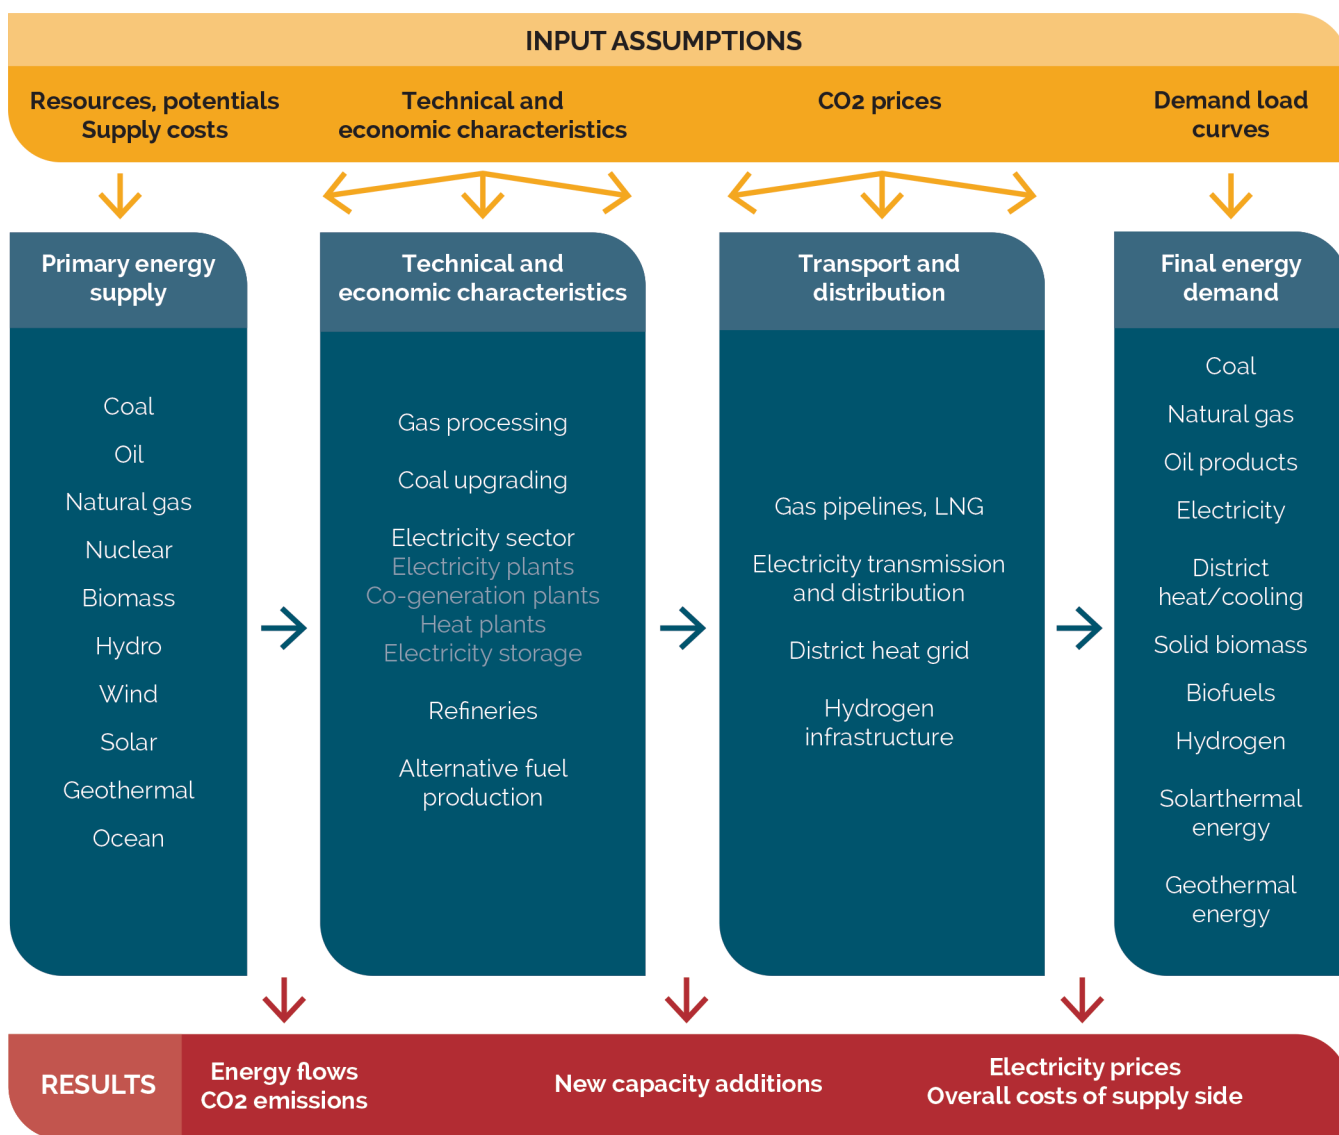 INPUT ASSUMPTIONS
Resources, potentials
Supply costs
Technical and
economic characteristics
CO2 prices
Demand load
curves
Primary energy
supply
Coal
Oil
Natural gas
Nuclear
Biomass
Hydro
Wind
Solar
Geothermal
Ocean
Technical and
economic characteristics
Gas processing
Coal upgrading
Electricity sector
Electricity plants
Co-generation plants
Heat plants
Electricity storage
Refineries
Alternative fuel
production
Transport and
distribution
Gas pipelines, LNG
Electricity transmission
and distribution
District heat grid
Hydrogen
infrastructure
Final energy
demand
Coal
Natural gas
Oil products
Electricity
District
heat/cooling
Solid biomass
Biofuels
Hydrogen
Solarthermal
energy
Geothermal
energy
RESULTS
Energy flows
CO2 emissions
New capacity additions
Electricity prices
Overall costs of supply side